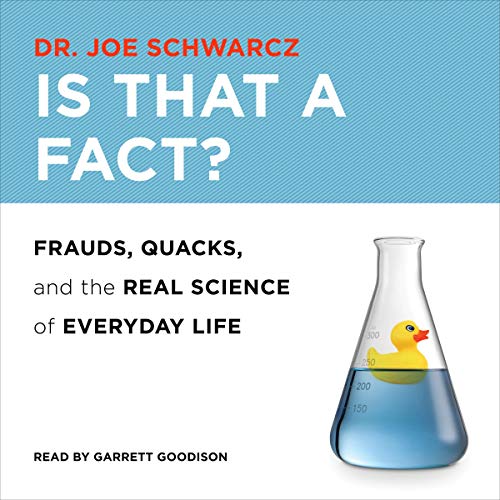 DR. JOE SCHWARCZ
IS THAT A
FACT?
FRAUDS, QUACKS,
and the REAL SCIENCE
of EVERYDAY LIFE
300
250
200
150
READ BY GARRETT GOODISON